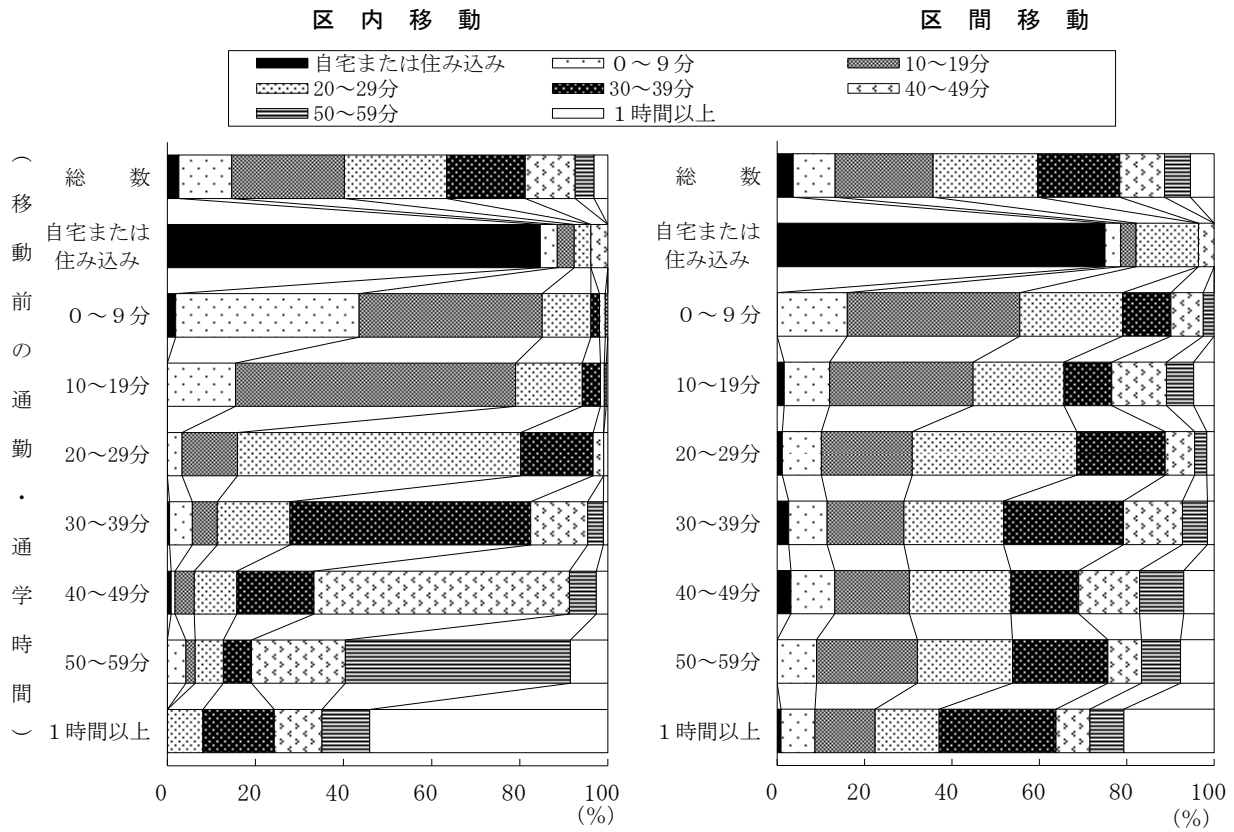 区 内 移 動
区 間 移 動
自宅または住み込み
０～９分
10～19分
20～29分
30～39分
40～49分
50～59分
１時間以上
（移動前の通勤・通学時間）
総 数
自宅または
住み込み
０～９分
10～19分
20～29分
30～39分
40～49分
50～59分
１時間以上
0 20 40 60 80 100
(%)
総 数
自宅または
住み込み
０～９分
10～19分
20～29分
30～39分
40～49分
50～59分
１時間以上
0 20 40 60 80 100
(%)